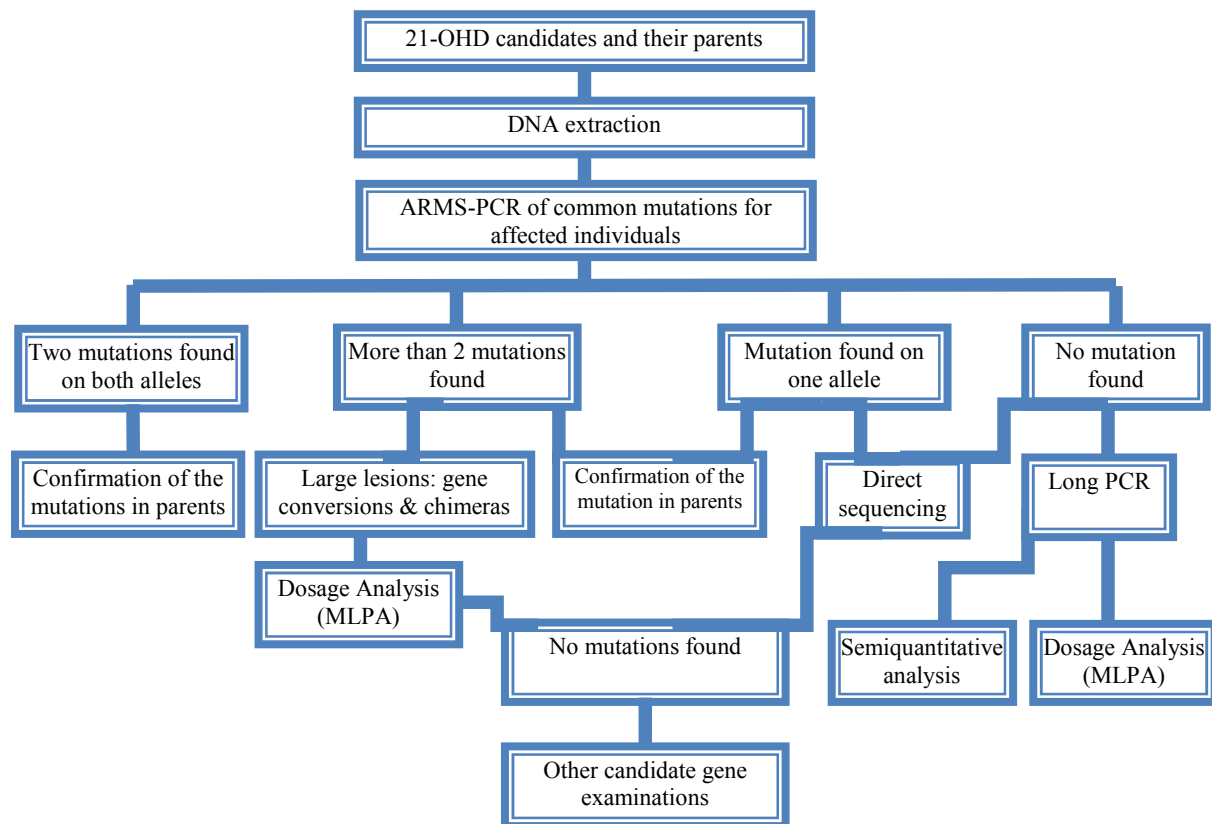 21-OHD candidates and their parents
DNA extraction
ARMS-PCR of common mutations for
affected individuals
Two mutations found
on both alleles
More than 2 mutations
found
Mutation found on
one allele
No mutation
found
Confirmation of the
mutations in parents
Large lesions: gene
conversions & chimeras
Confirmation of the
mutation in parents
Direct
sequencing
Long PCR
Dosage Analysis
(MLPA)
No mutations found
Semiquantitative
analysis
Dosage Analysis
(MLPA)
Other candidate gene
examinations